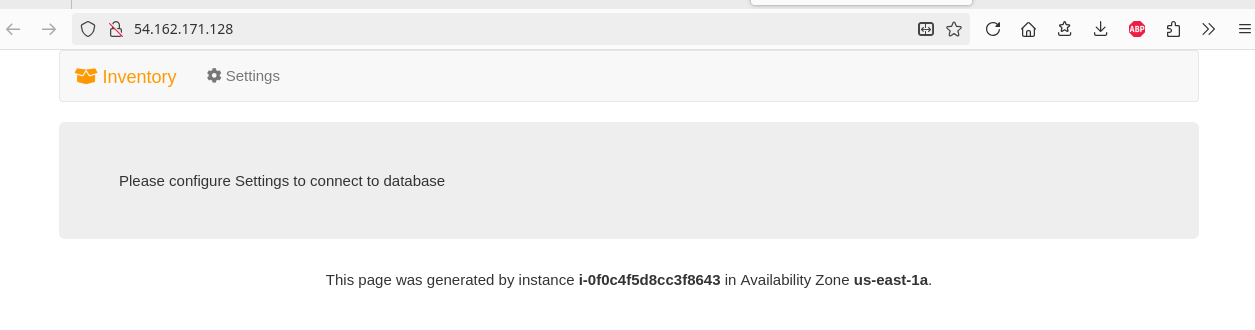 54.162.171.128
ABP
Inventory Settings
Please configure Settings to connect to database
This page was generated by instance i-0f0c4f5d8cc3f8643 in Availability Zone us-east-1a.